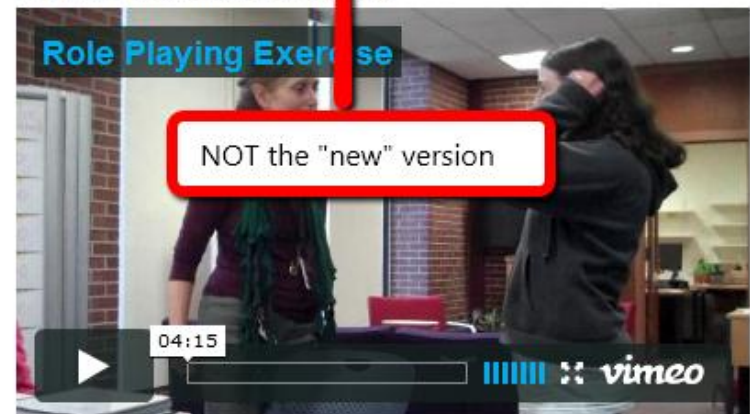 Role Playing Exercise
NOT the "new" version
04:15
vimeo